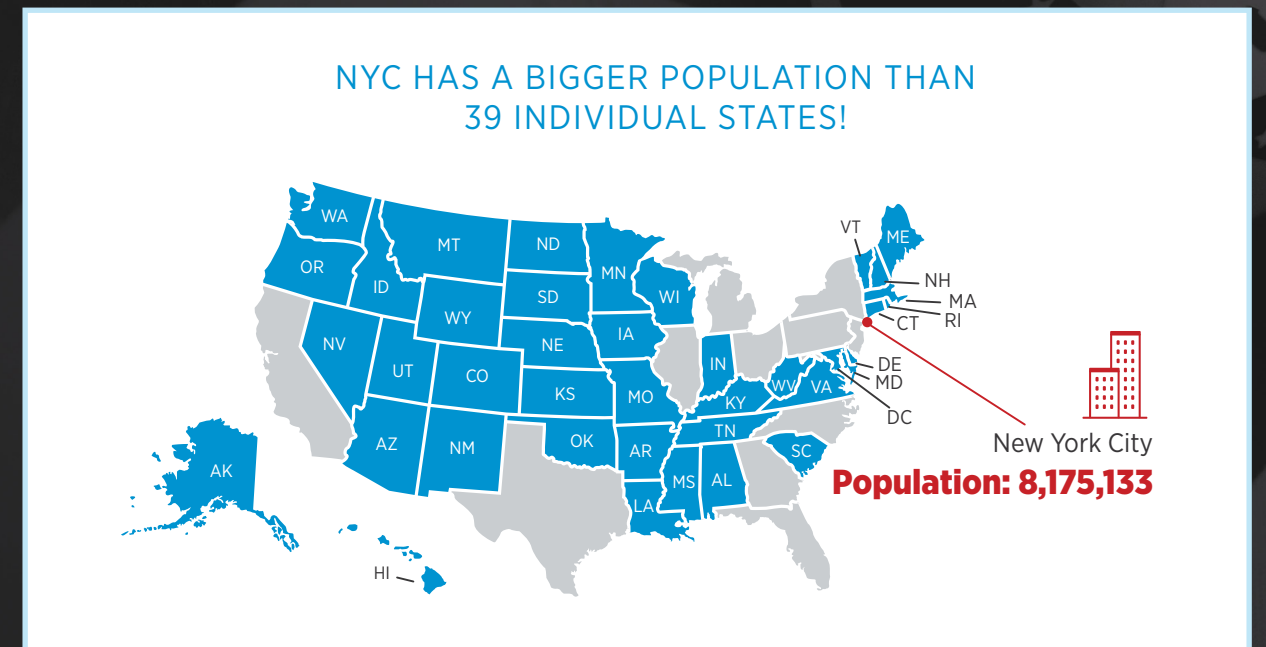 NYC HAS A BIGGER POPULATION THAN
39 INDIVIDUAL STATES!
WA
MT
ND
MN
VT
ME
OR
ID
SD
WI
NH
WY
MA
RI
CT
NV
NE
IA
UT
CO
IN
DE
KS
MO
WV
VA
MD
KY
DC
AZ
NM
OK
TN
AR
SC
AK
MS
AL
LA
HI
New York City
Population: 8,175,133